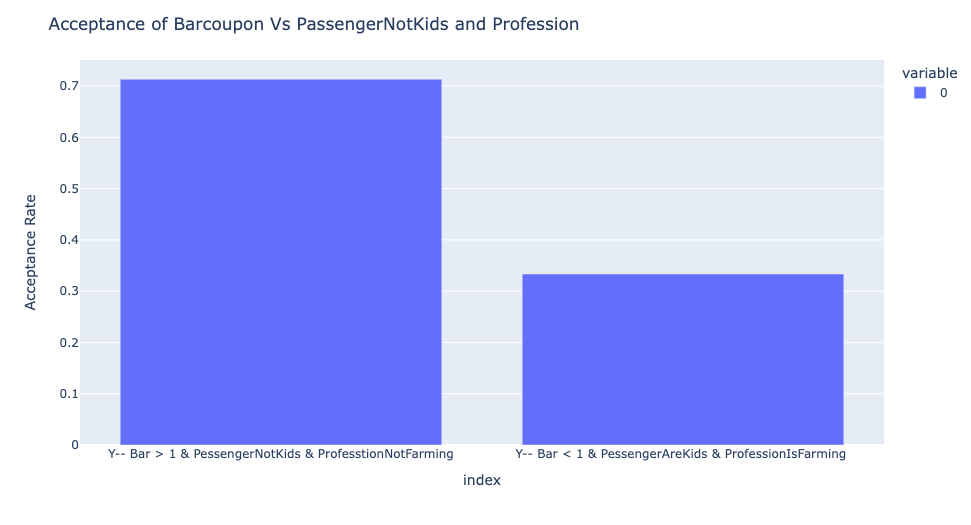 Acceptance of Barcoupon Vs PassengerNotKids and Profession
variable
0
Acceptance Rate
0.7
0.6
0.5
0.4
0.3
0.2
0.1
0
Y-- Bar > 1 & PessengerNotKids & ProfesstionNotFarming
Y-- Bar < 1 & PessengerAreKids & ProfessionIsFarming
index